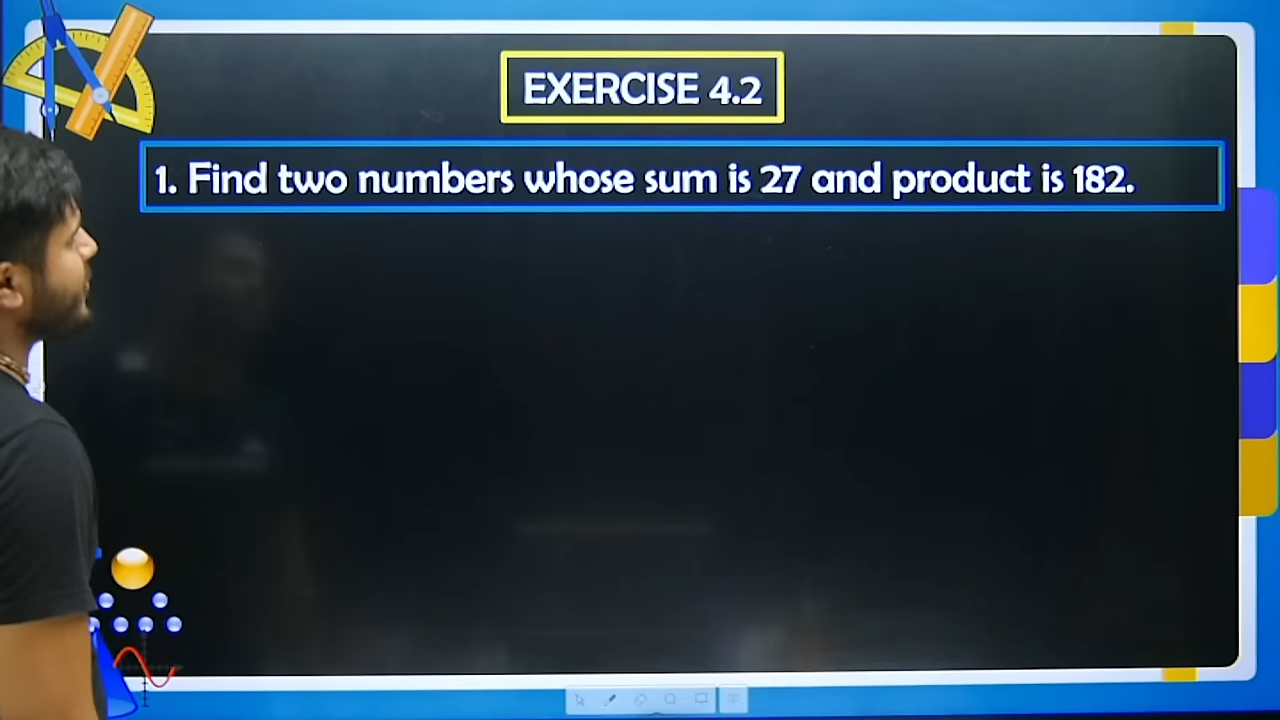 EXERCISE 4.2
1. Find two numbers whose sum is 27 and product is 182.